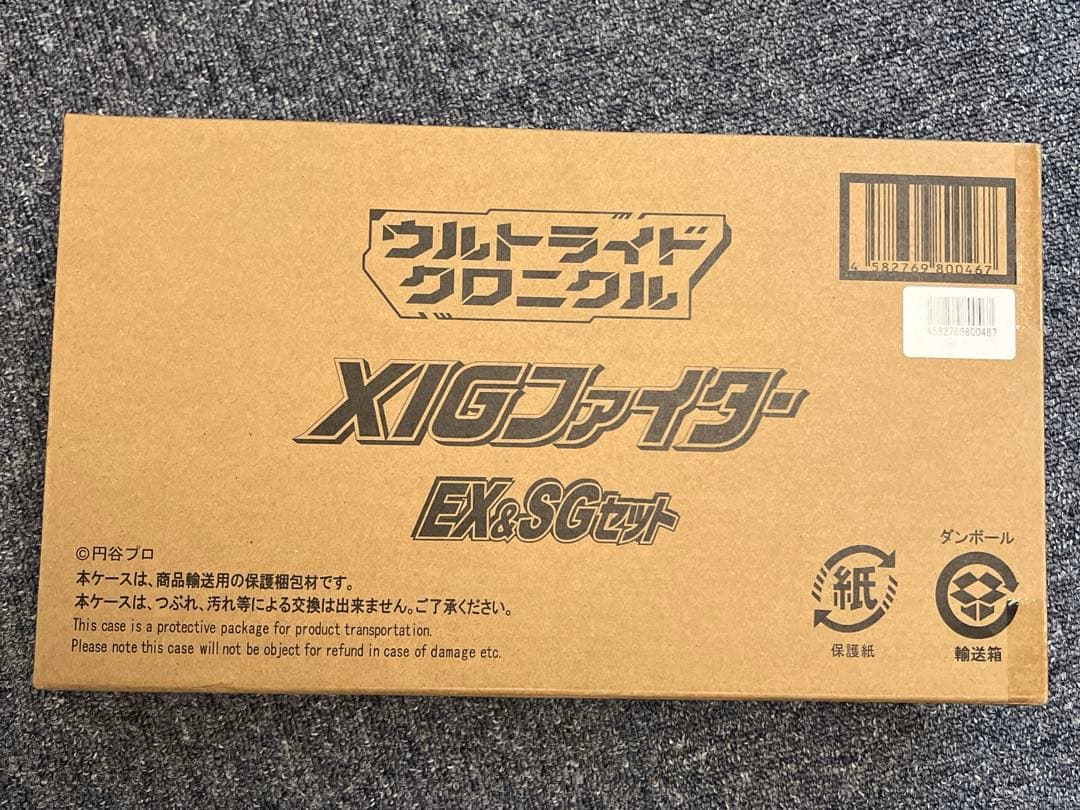 ウルトライド
クロニクル
4 582769 800467
4582769800467
XIGファイター
EX&SGセット
©円谷プロ
本ケースは、商品輸送用の保護梱包材です。
本ケースは、つぶれ、汚れ等による交換は出来ません。ご了承ください。
This case is a protective package for product transportation.
Please note this case will not be object for refund in case of damage etc.
紙
保護紙
ダンボール
輸送箱